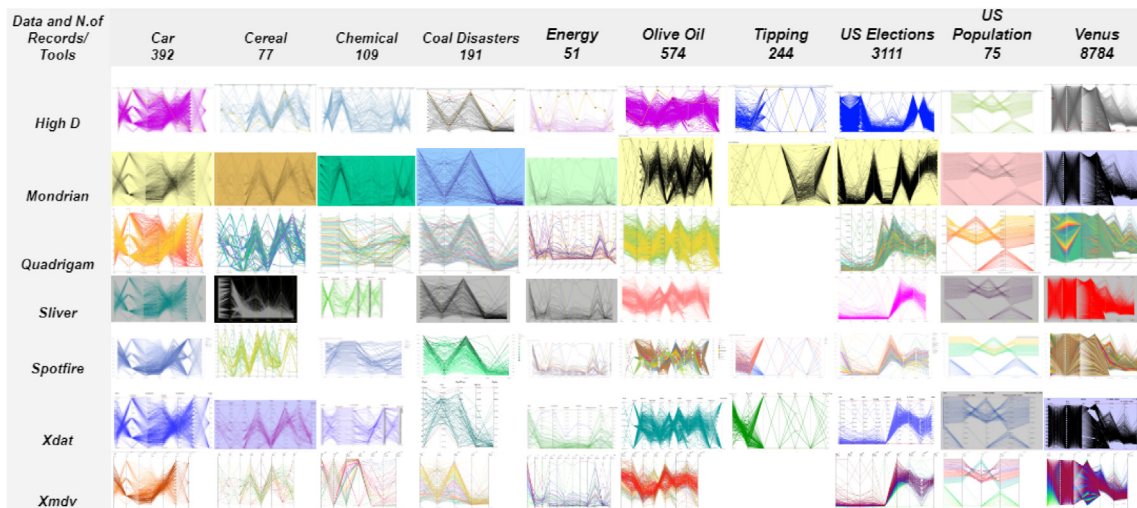 Data and N.of
Records/
Tools
Car
392
Cereal
77
Chemical
109
Coal Disasters
191
Energy
51
Olive Oil
574
Tipping
244
US Elections
3111
US
Population
75
Venus
8784
High D
Mondrian
Quadrigam
Sliver
Spotfire
Xdat
Xmdv